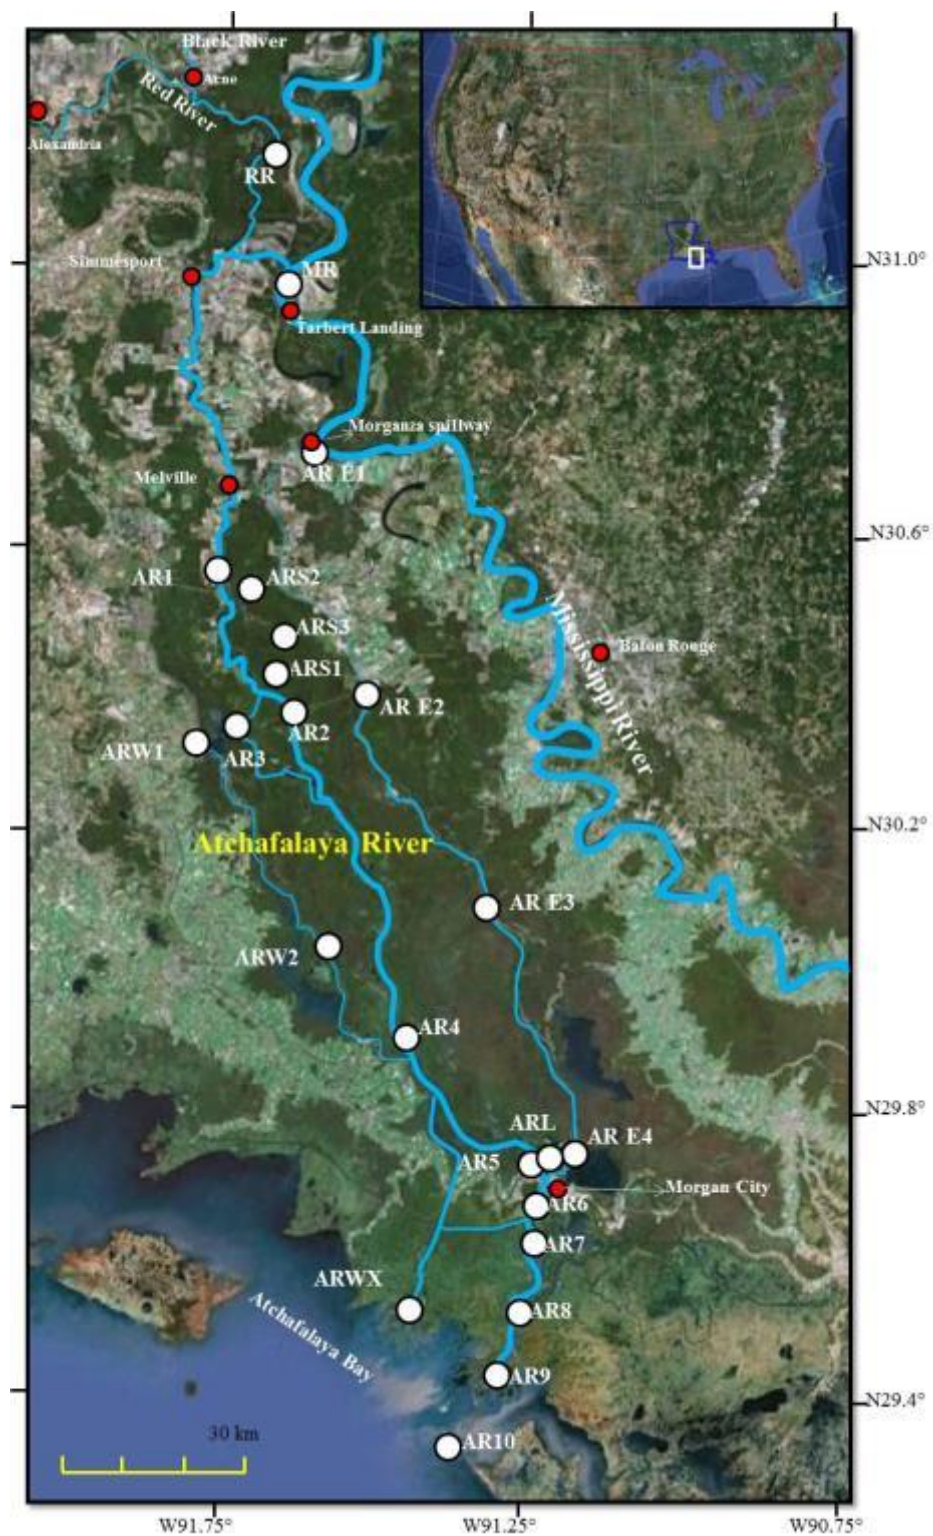 Black River
Acne
Red River
Alexandria
RR
Simmesport
MR
N31.0°
Tarbert Landing
Morganza spillway
AR E1
Melville
N30.6°
AR1
ARS2
ARS3
Mississippi River
Baton Rouge
ARS1
AR E2
AR2
ARW1
AR3
N30.2°
Atchafalaya River
AR E3
ARW2
AR4
N29.8°
ARL
AR E4
AR5
Morgan City
AR6
AR7
ARWX
Atchafalaya Bay
AR8
AR9
N29.4°
30 km
AR10
W91.75°
W91.25°
W90.75°